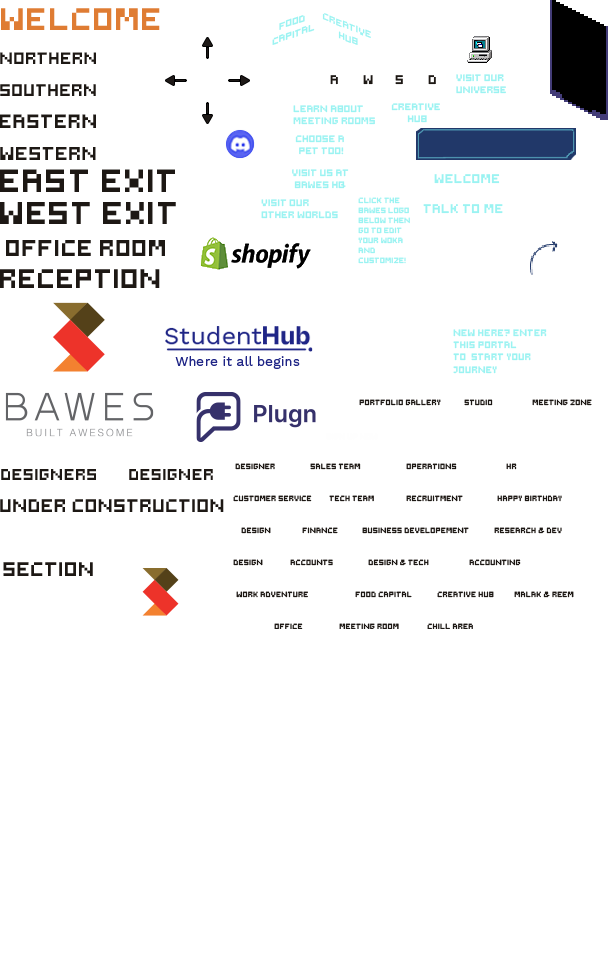 WELCOME
FOOD
CAPITAL
CREATIVE
HUB
NORTHERN
SOUTHERN
EASTERN
WESTERN
A W S D
VISIT OUR
UNIVERSE
LEARN ABOUT
MEETING ROOMS
CREATIVE
HUB
CHOOSE A
PET TOO!
VISIT US AT
BAWES HQ
WELCOME
EAST EXIT
WEST EXIT
VISIT OUR
OTHER WORLDS
CLICK THE
BAWES LOGO
BELOW THEN
GO TO EDIT
YOUR WOKA
AND
CUSTOMIZE!
TALK TO ME
OFFICE ROOM
shopify
RECEPTION
StudentHub.
Where it all begins
NEW HERE? ENTER
THIS PORTAL
TO START YOUR
JOURNEY
BAWES
BUILT AWESOME
Plugn
PORTFOLIO GALLERY STUDIO MEETING ZONE
DESIGNERS DESIGNER
DESIGNER SALES TEAM OPERATIONS HR
UNDER CONSTRUCTION
CUSTOMER SERVICE TECH TEAM RECRUITMENT HAPPY BIRTHDAY
DESIGN FINANCE BUSINESS DEVELOPEMENT RESEARCH & DEV
SECTION
DESIGN ACCOUNTS DESIGN & TECH ACCOUNTING
WORK ADVENTURE FOOD CAPITAL CREATIVE HUB MALAK & REEM
OFFICE MEETING ROOM CHILL AREA